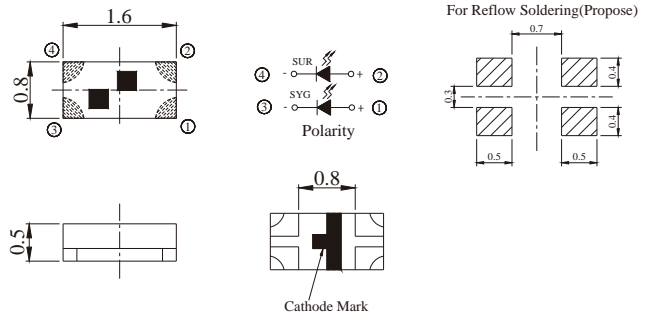 For Reflow Soldering(Propose)
1.6
0.7
④ ②
SUR
④ - + ②
0.8
0.4
SYG
③ - + ①
0.3
③ ①
Polarity
0.4
0.5 0.5
0.8
0.5
Cathode Mark